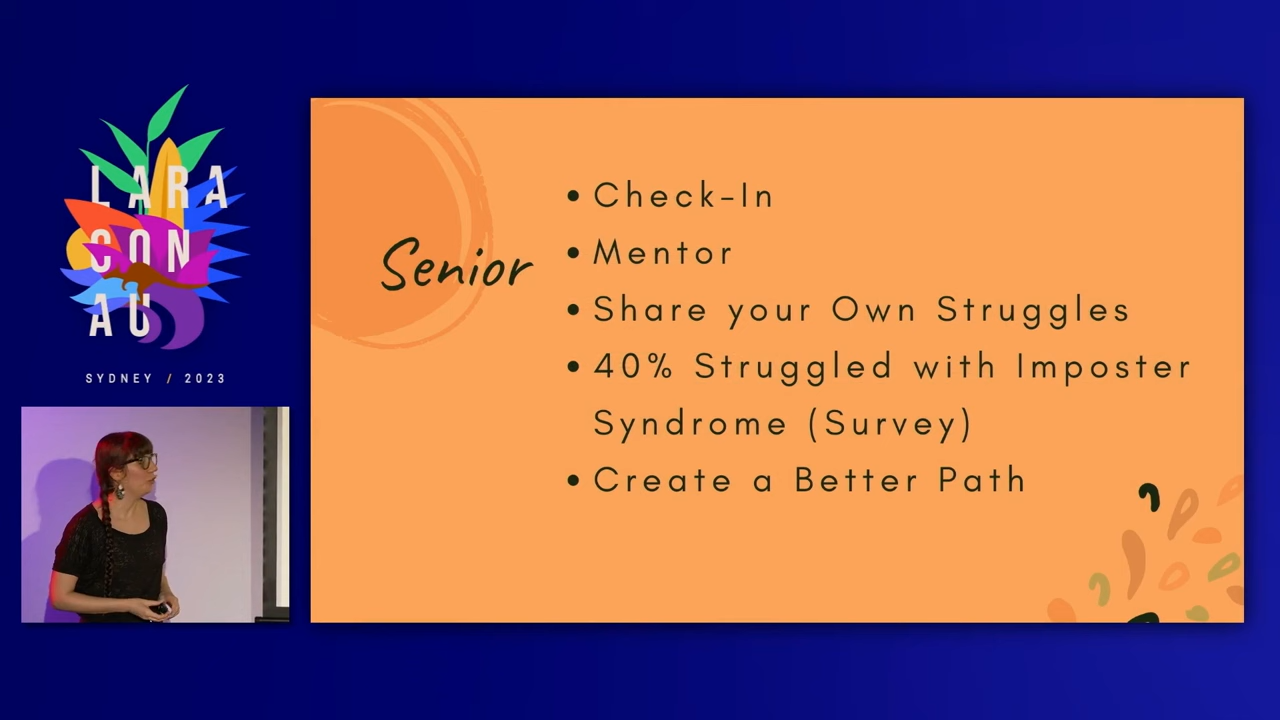 LARA
CON
AU
SYDNEY / 2023
Senior
• Check-In
• Mentor
• Share your Own Struggles
• 40% Struggled with Imposter
Syndrome (Survey)
• Create a Better Path